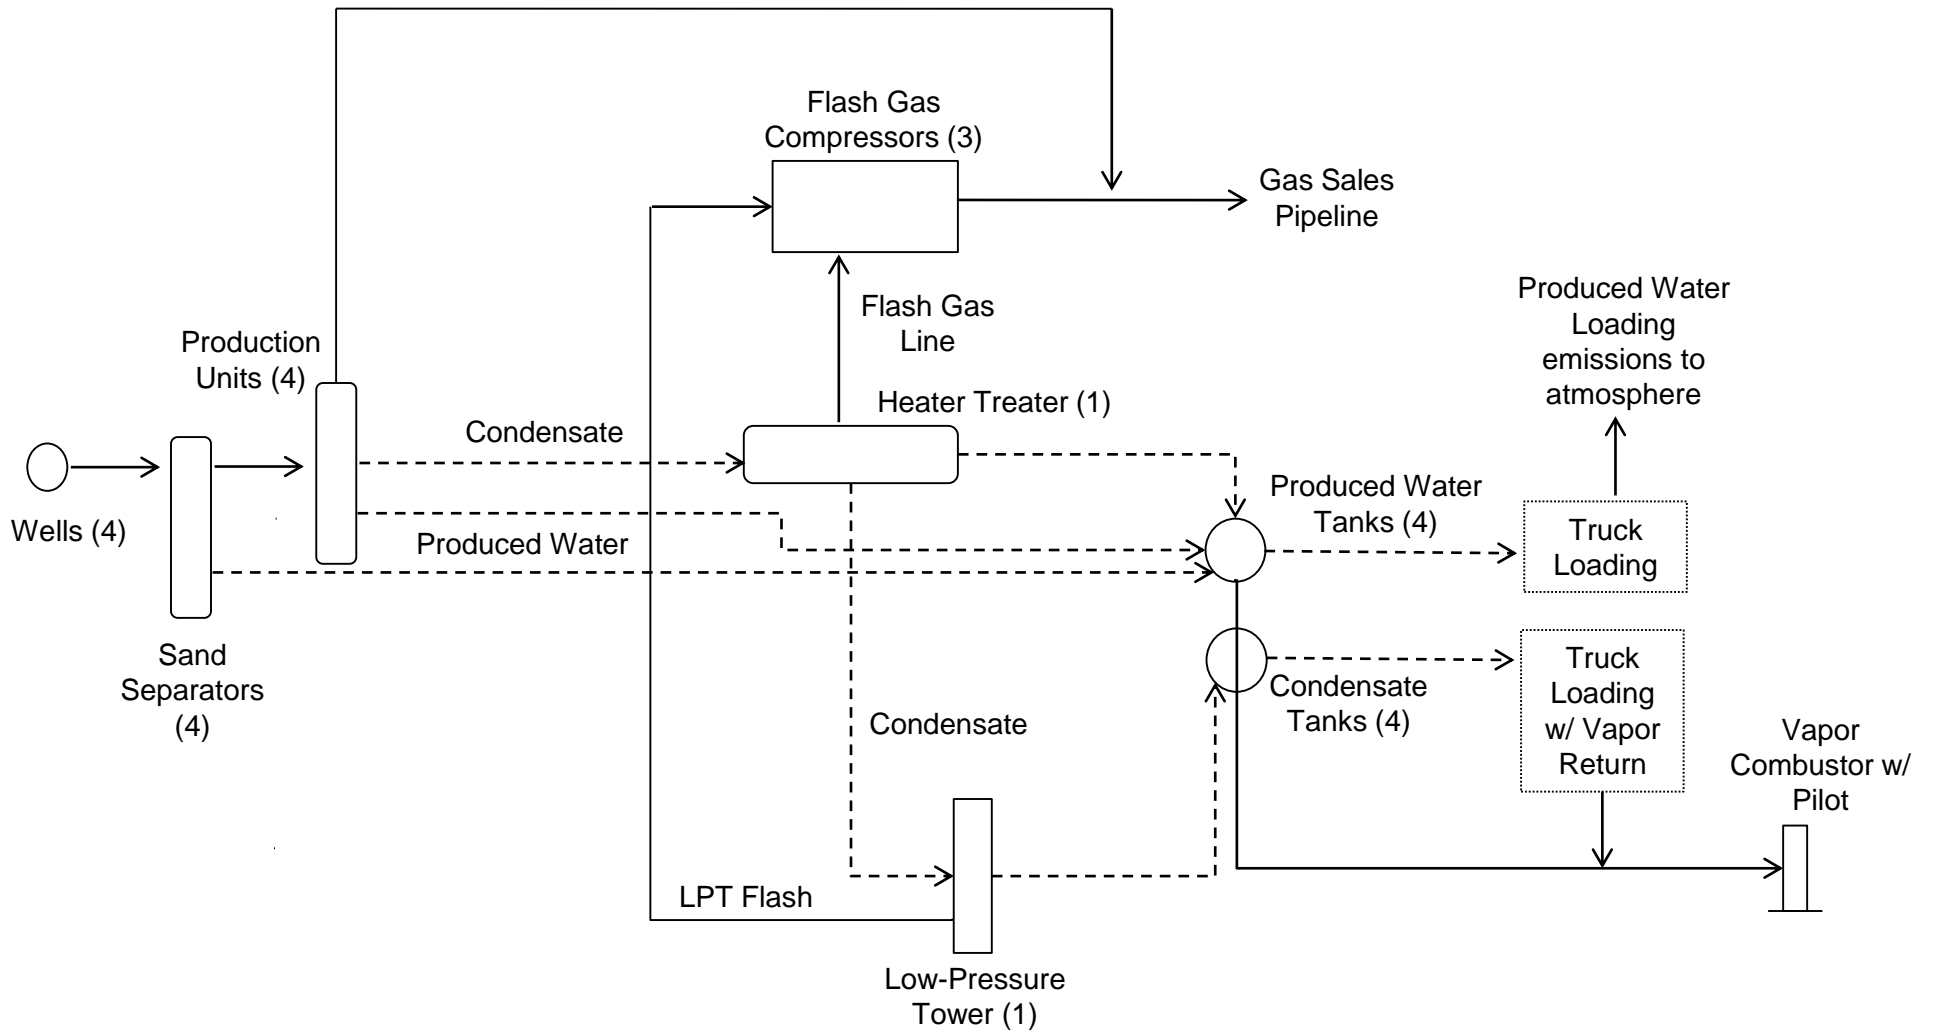 Flash Gas
Compressors (3)
Gas Sales
Pipeline
Flash Gas
Line
Produced Water
Loading
emissions to
atmosphere
Production
Units (4)
Heater Treater (1)
Condensate
Wells (4)
Produced Water
Produced Water
Tanks (4)
Truck
Loading
Sand
Separators
(4)
Condensate
Condensate
Tanks (4)
Truck
Loading
w/ Vapor
Return
Vapor
Combustor w/
Pilot
LPT Flash
Low-Pressure
Tower (1)